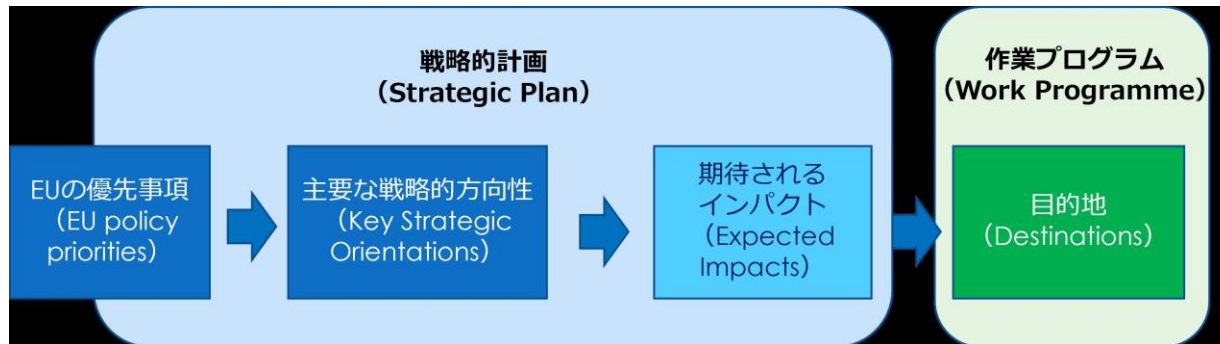 戦略的計画
（Strategic Plan）
作業プログラム
（Work Programme）
EUの優先事項
（EU policy
priorities）
主要な戦略的方向性
（Key Strategic
Orientations）
期待される
インパクト
（Expected
Impacts）
目的地
（Destinations）